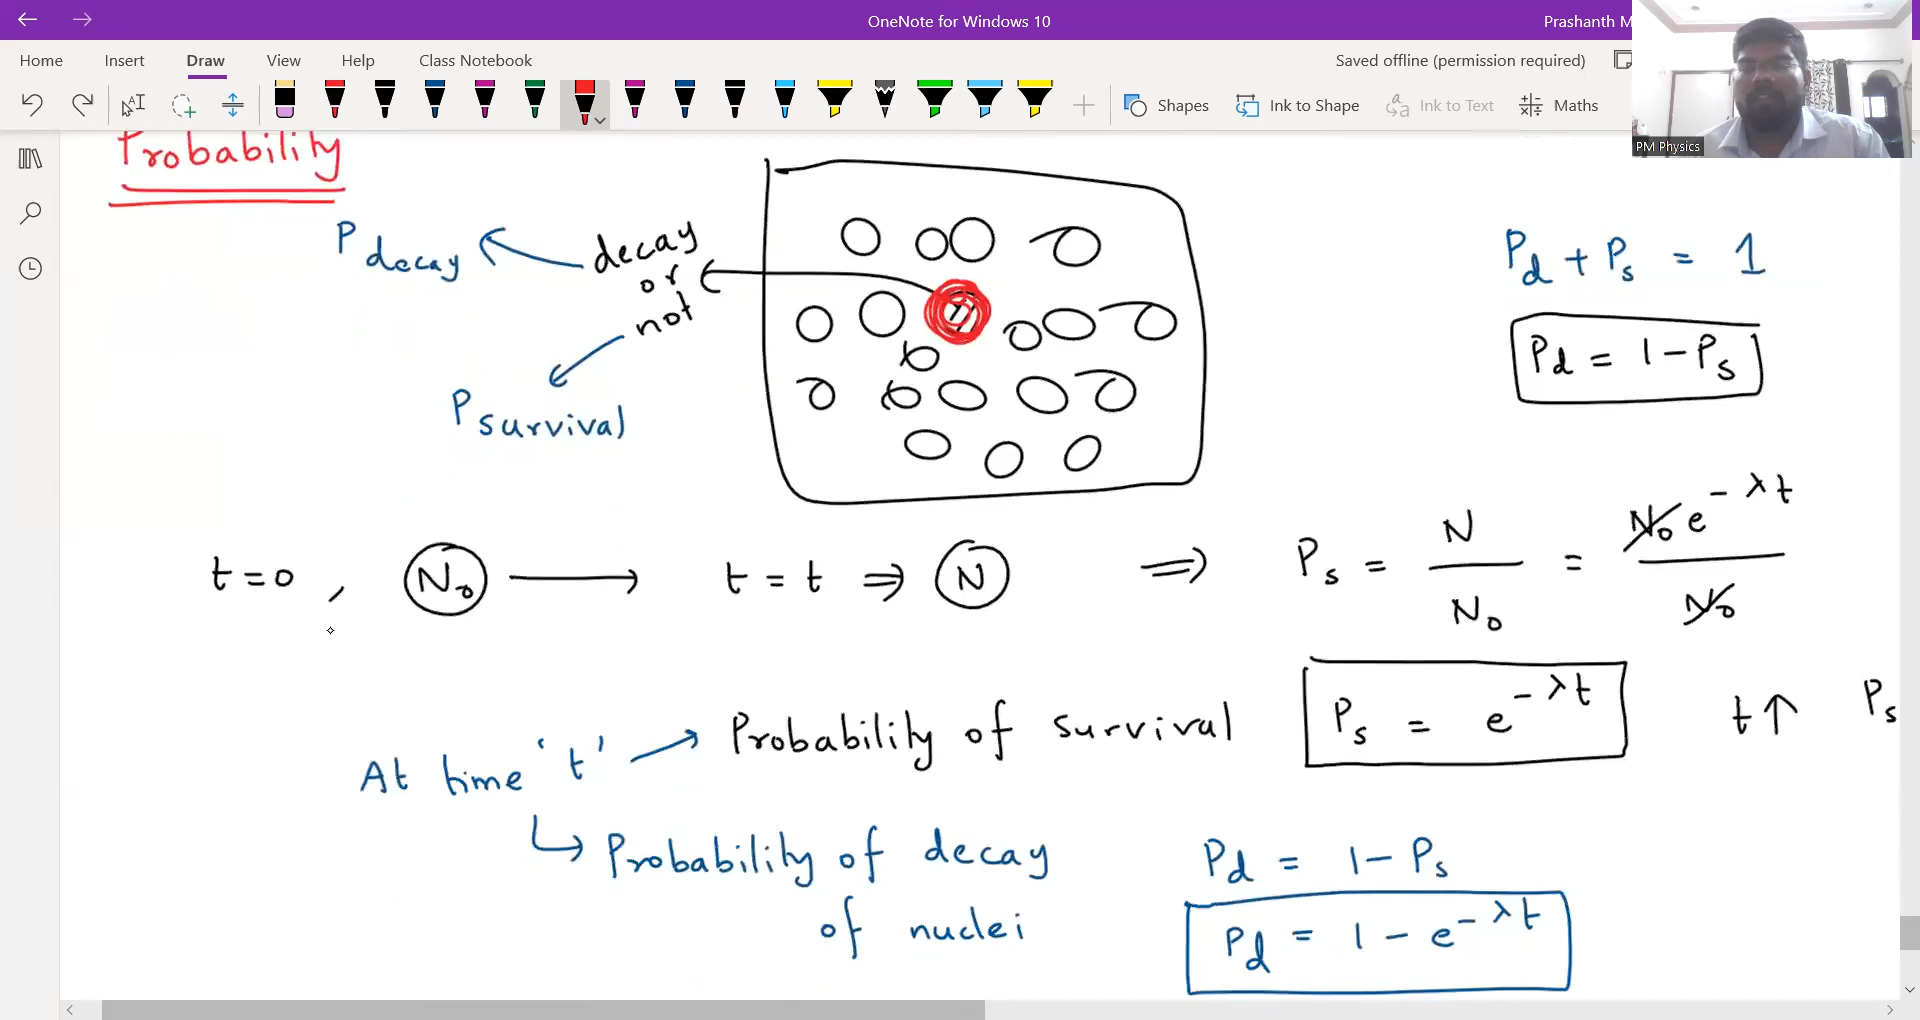 OneNote for Windows 10
Prashanth M
Home Insert Draw View Help Class Notebook
Saved offline (permission required)
Shapes Ink to Shape Ink to Text Maths
PM Physics
Probability
P decay
decay
or
not
P survival
Pd + Ps = 1
Pd = 1 - Ps
t = 0 , N₀ → t = t ⇒ N ⇒ Ps = N/N₀ = N₀e^-λt/N₀
At time 't' → Probability of survival Ps = e^-λt t↑ Ps
↳ Probability of decay of nuclei
Pd = 1 - Ps
Pd = 1 - e^-λt